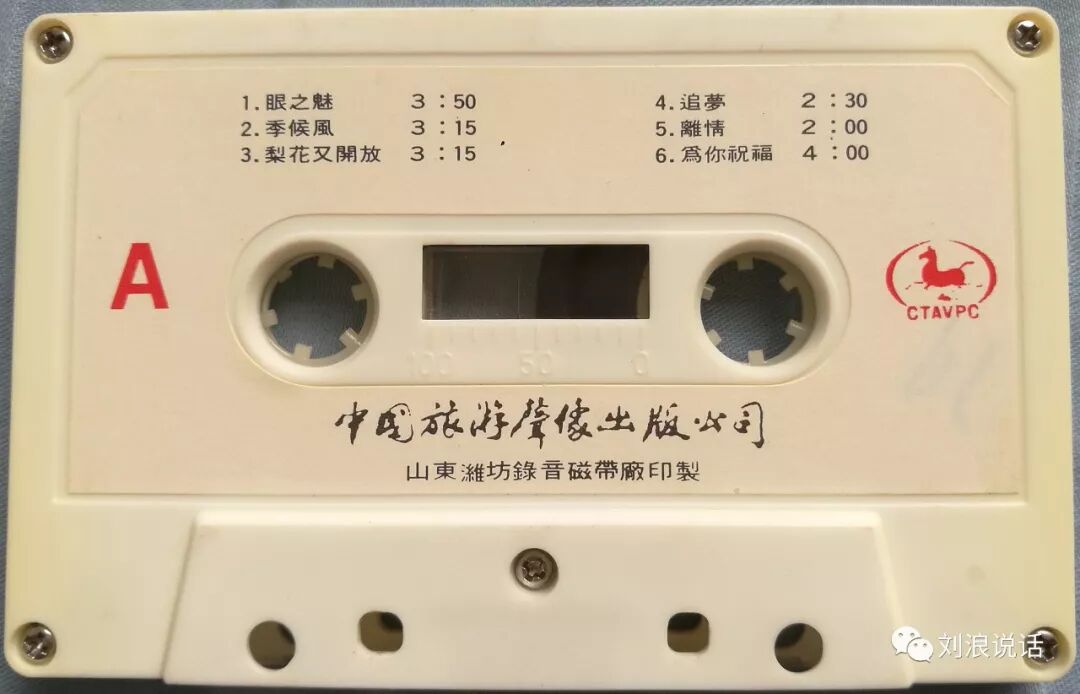 1.眼之魅 3:50
2.季候風 3:15
3.梨花又開放 3:15
4.追夢 2:30
5.離情 2:00
6.爲你祝福 4:00
A
CTAVPC
100 50 0
中国旅游聲像出版公司
山東濰坊錄音磁帶廠印製
刘浪说话